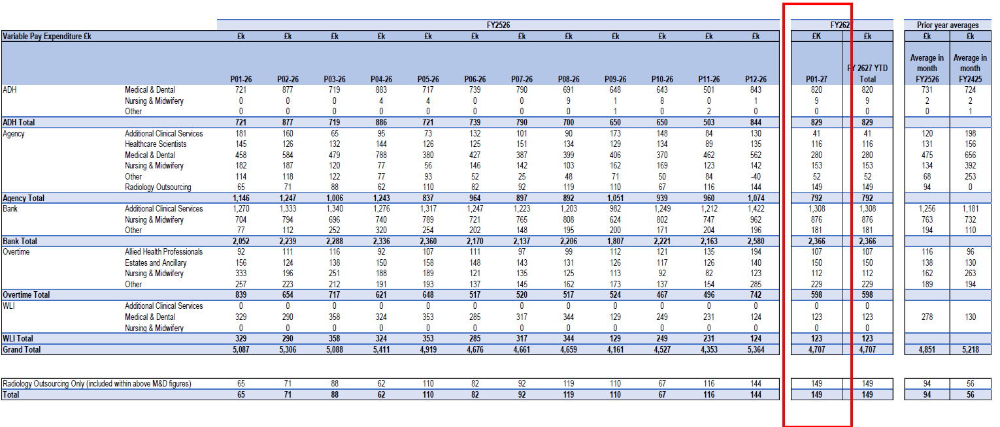 FY2526 FY262 Prior year averages
Variable Pay Expenditure £k £k £k £k £k £k £k £k £k £k £k £k £k £K £k £k £k
P01-26 P02-26 P03-26 P04-26 P05-26 P06-26 P07-26 P08-26 P09-26 P10-26 P11-26 P12-26 P01-27 FY 2627 YTD Total Average in month FY2526 Average in month FY2425
ADH Medical & Dental 721 877 719 883 717 739 790 691 648 643 501 843 820 820 731 724
Nursing & Midwifery 0 0 0 4 4 0 0 9 1 8 0 1 9 9 2 2
Other 0 0 0 0 0 0 0 0 1 0 2 0 0 0 0 1
ADH Total 721 877 719 886 721 739 790 700 650 650 503 844 829 829
Agency Additional Clinical Services 181 160 65 95 73 132 101 90 173 148 84 130 41 41 120 198
Healthcare Scientists 145 126 132 144 126 125 151 134 129 134 89 135 116 116 131 156
Medical & Dental 458 584 479 788 380 427 387 399 406 370 462 562 280 280 475 656
Nursing & Midwifery 182 187 120 77 56 146 142 103 162 169 123 142 153 153 134 392
Other 114 118 122 77 93 52 25 48 71 50 84 -40 52 52 68 253
Radiology Outsourcing 65 71 88 62 110 82 92 119 110 67 116 144 149 149 94 0
Agency Total 1,146 1,247 1,006 1,243 837 964 897 892 1,051 939 960 1,074 792 792
Bank Additional Clinical Services 1,270 1,333 1,340 1,276 1,317 1,247 1,223 1,203 982 1,249 1,212 1,422 1,308 1,308 1,256 1,181
Nursing & Midwifery 704 794 696 740 789 721 765 808 624 802 747 962 876 876 763 732
Other 77 112 252 320 254 202 148 195 200 171 204 196 181 181 194 110
Bank Total 2,052 2,239 2,288 2,336 2,360 2,170 2,137 2,206 1,807 2,221 2,163 2,580 2,366 2,366
Overtime Allied Health Professionals 92 111 116 92 107 111 97 99 112 121 135 194 107 107 116 96
Estates and Ancillary 156 124 138 150 158 148 143 131 126 117 126 140 150 150 138 130
Nursing & Midwifery 333 196 251 188 189 121 135 125 113 92 82 123 112 112 162 263
Other 257 223 212 191 193 137 145 162 173 137 154 285 229 229 189 194
Overtime Total 839 654 717 621 648 517 520 517 524 467 496 742 598 598
WLI Additional Clinical Services 0 0 0 0 0 0 0 0 0 0 0 0 0 0
Medical & Dental 329 290 358 324 353 285 317 344 129 249 231 124 123 123 278 130
Nursing & Midwifery 0 0 0 0 0 0 0 0 0 0 0 0 0 0
WLI Total 329 290 358 324 353 285 317 344 129 249 231 124 123 123
Grand Total 5,087 5,306 5,088 5,411 4,919 4,676 4,661 4,659 4,161 4,527 4,353 5,364 4,707 4,707 4,851 5,218
Radiology Outsourcing Only (included within above M&D figures) 65 71 88 62 110 82 92 119 110 67 116 144 149 149 94 56
Total 65 71 88 62 110 82 92 119 110 67 116 144 149 149 94 56